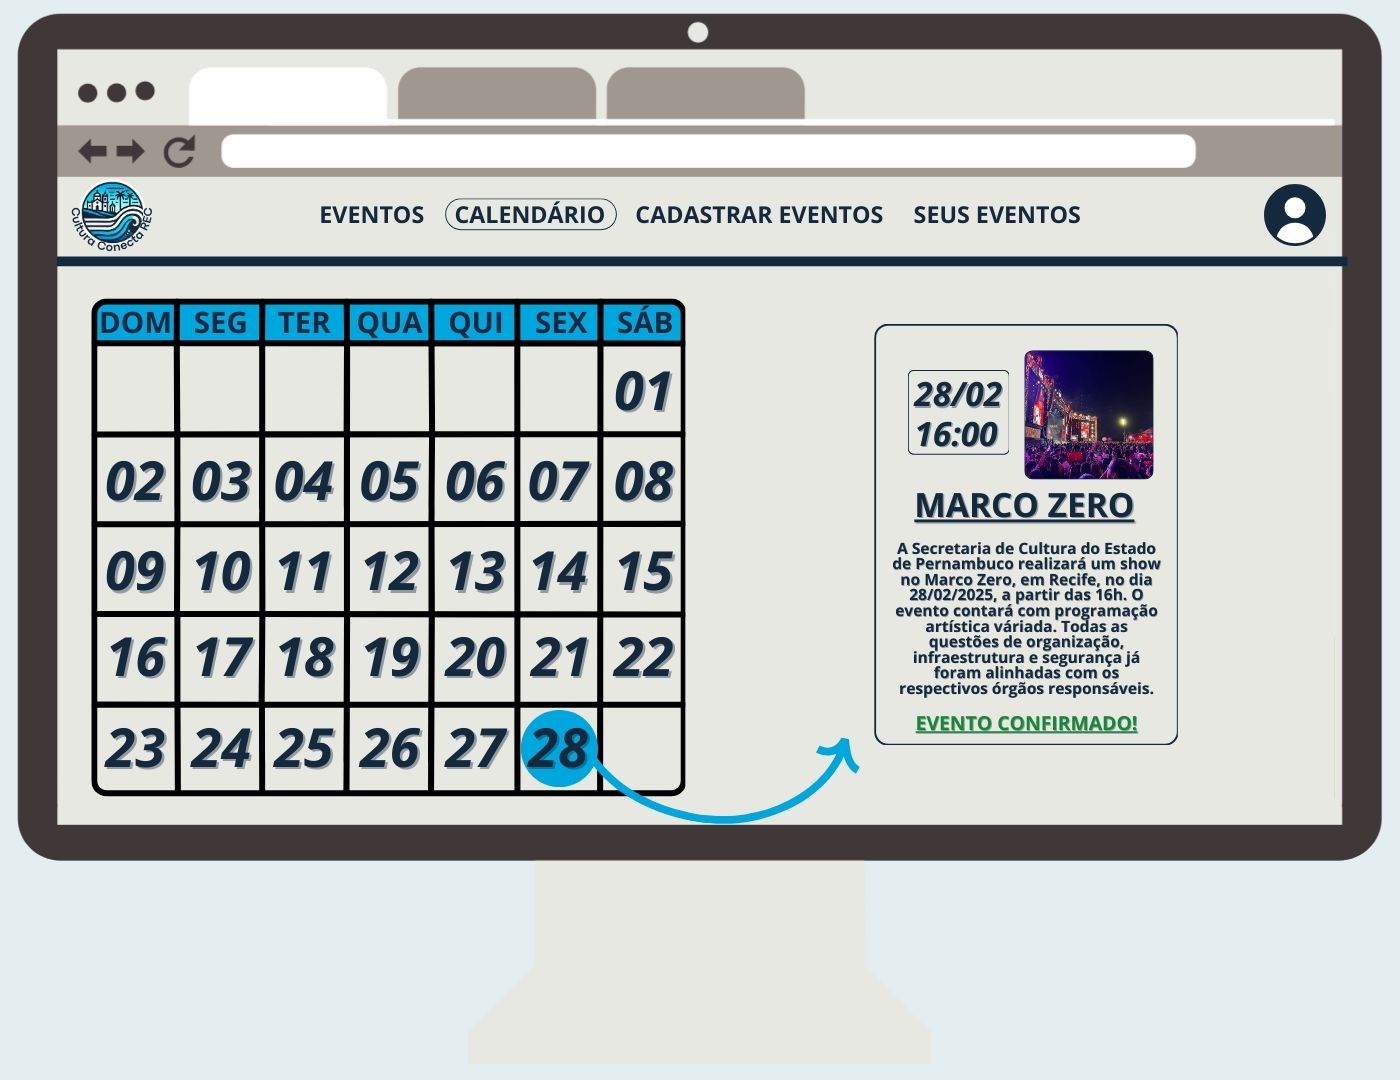 Cultura Conecta REC
EVENTOS
CALENDÁRIO
CADASTRAR EVENTOS
SEUS EVENTOS
DOM SEG TER QUA QUI SEX SÁB
01
02 03 04 05 06 07 08
09 10 11 12 13 14 15
16 17 18 19 20 21 22
23 24 25 26 27 28
28/02
16:00
MARCO ZERO
A Secretaria de Cultura do Estado
de Pernambuco realizará um show
no Marco Zero, em Recife, no dia
28/02/2025, a partir das 16h. O
evento contará com programação
artística váriada. Todas as
questões de organização,
infraestrutura e segurança já
foram alinhadas com os
respectivos órgãos responsáveis.
EVENTO CONFIRMADO!